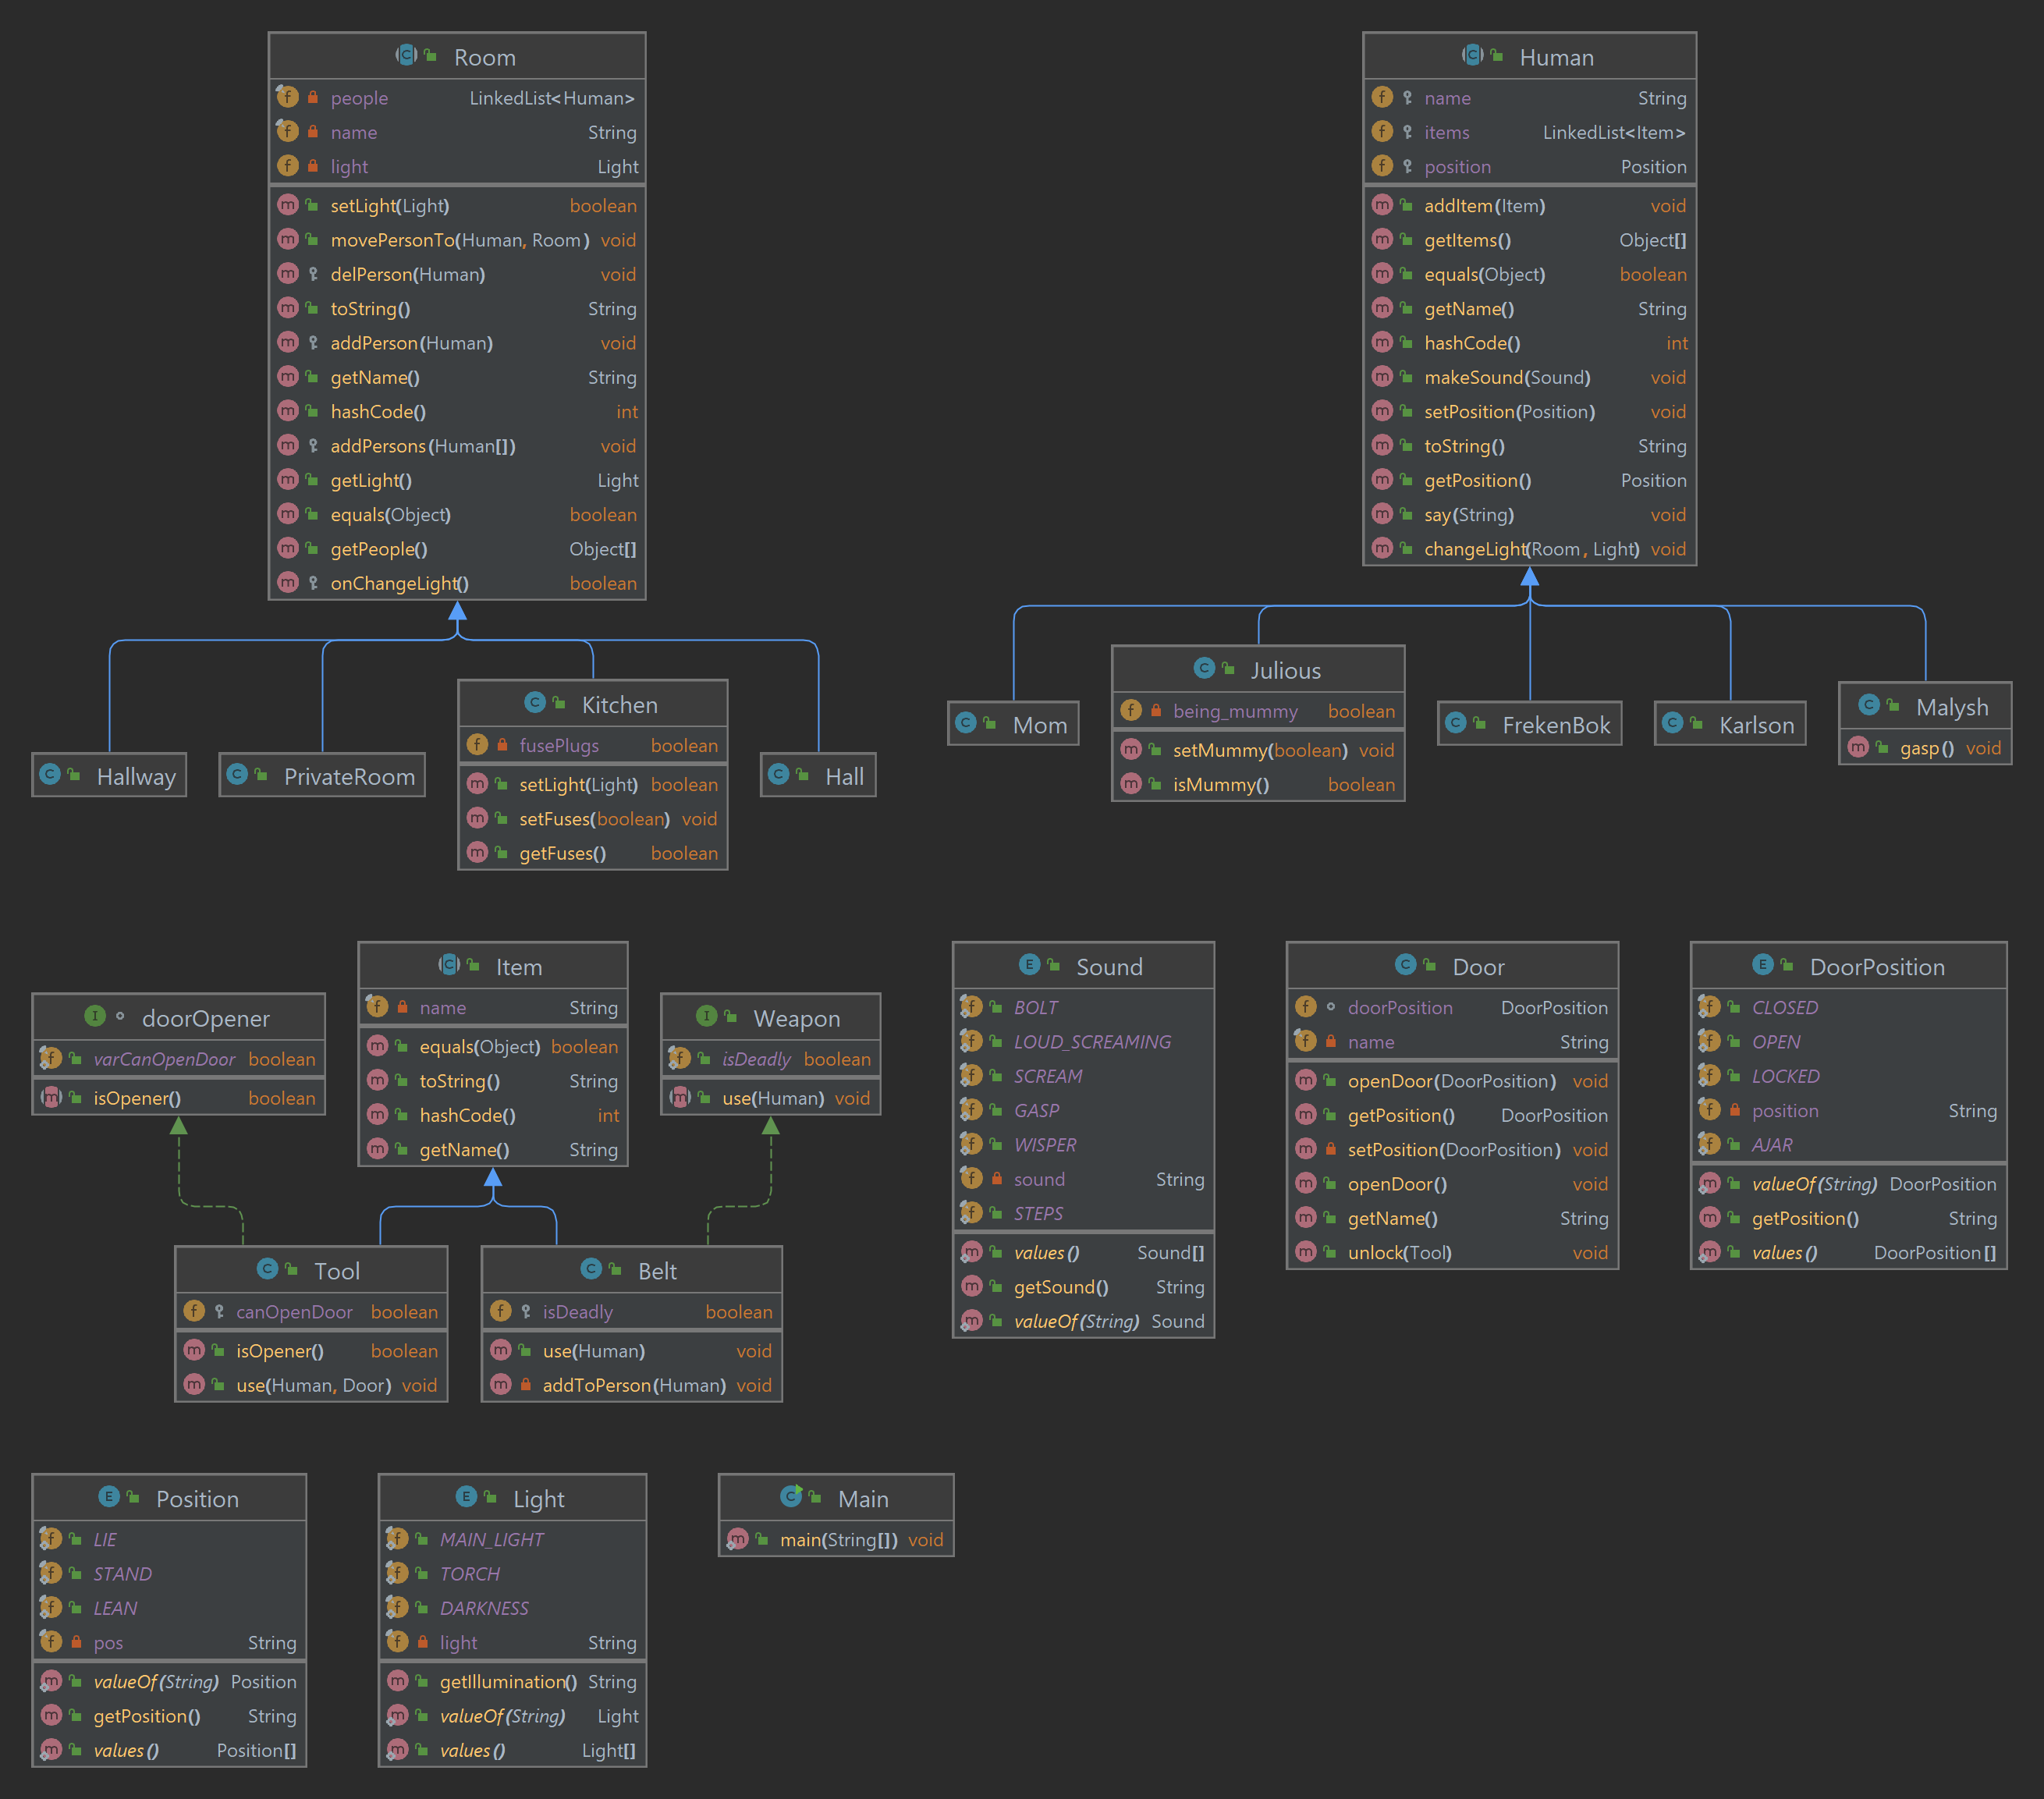 Room
people LinkedList<Human>
name String
light Light
setLight(Light) boolean
movePersonTo(Human, Room) void
delPerson(Human) void
toString() String
addPerson(Human) void
getName() String
hashCode() int
addPersons(Human[]) void
getLight() Light
equals(Object) boolean
getPeople() Object[]
onChangeLight() boolean
Human
name String
items LinkedList<Item>
position Position
addItem(Item) void
getItems() Object[]
equals(Object) boolean
getName() String
hashCode() int
makeSound(Sound) void
setPosition(Position) void
toString() String
getPosition() Position
say(String) void
changeLight(Room, Light) void
Hallway
PrivateRoom
Kitchen
fusePlugs boolean
setLight(Light) boolean
setFuses(boolean) void
getFuses() boolean
Hall
Mom
Julious
being_mummy boolean
setMummy(boolean) void
isMummy() boolean
FrekenBok
Karlson
Malysh
gasp() void
doorOpener
varCanOpenDoor boolean
isOpener() boolean
Item
name String
equals(Object) boolean
toString() String
hashCode() int
getName() String
Weapon
isDeadly boolean
use(Human) void
Tool
canOpenDoor boolean
isOpener() boolean
use(Human, Door) void
Belt
isDeadly boolean
use(Human) void
addToPerson(Human) void
Sound
BOLT
LOUD_SCREAMING
SCREAM
GASP
WISPER
sound String
STEPS
values() Sound[]
getSound() String
valueOf(String) Sound
Door
doorPosition DoorPosition
name String
openDoor(DoorPosition) void
getPosition() DoorPosition
setPosition(DoorPosition) void
openDoor() void
getName() String
unlock(Tool) void
DoorPosition
CLOSED
OPEN
LOCKED
position String
AJAR
valueOf(String) DoorPosition
getPosition() String
values() DoorPosition[]
Position
LIE
STAND
LEAN
pos String
valueOf(String) Position
getPosition() String
values() Position[]
Light
MAIN_LIGHT
TORCH
DARKNESS
light String
getIllumination() String
valueOf(String) Light
values() Light[]
Main
main(String[]) void